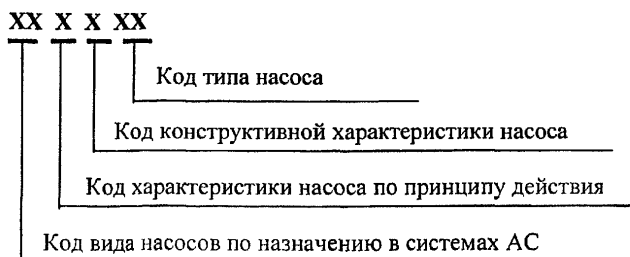 XX X X XX
Код типа насоса
Код конструктивной характеристики насоса
Код характеристики насоса по принципу действия
Код вида насосов по назначению в системах АС